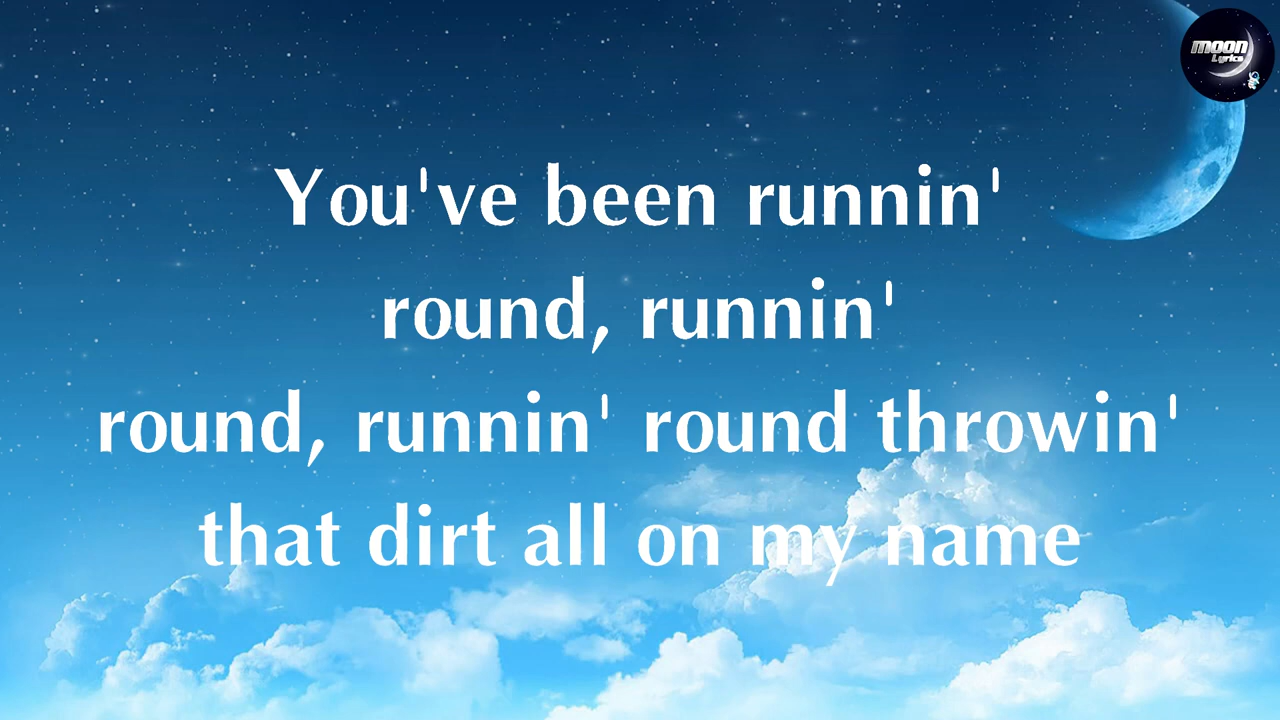 moon
Lyrics
You've been runnin'
round, runnin'
round, runnin' round throwin'
that dirt all on my name